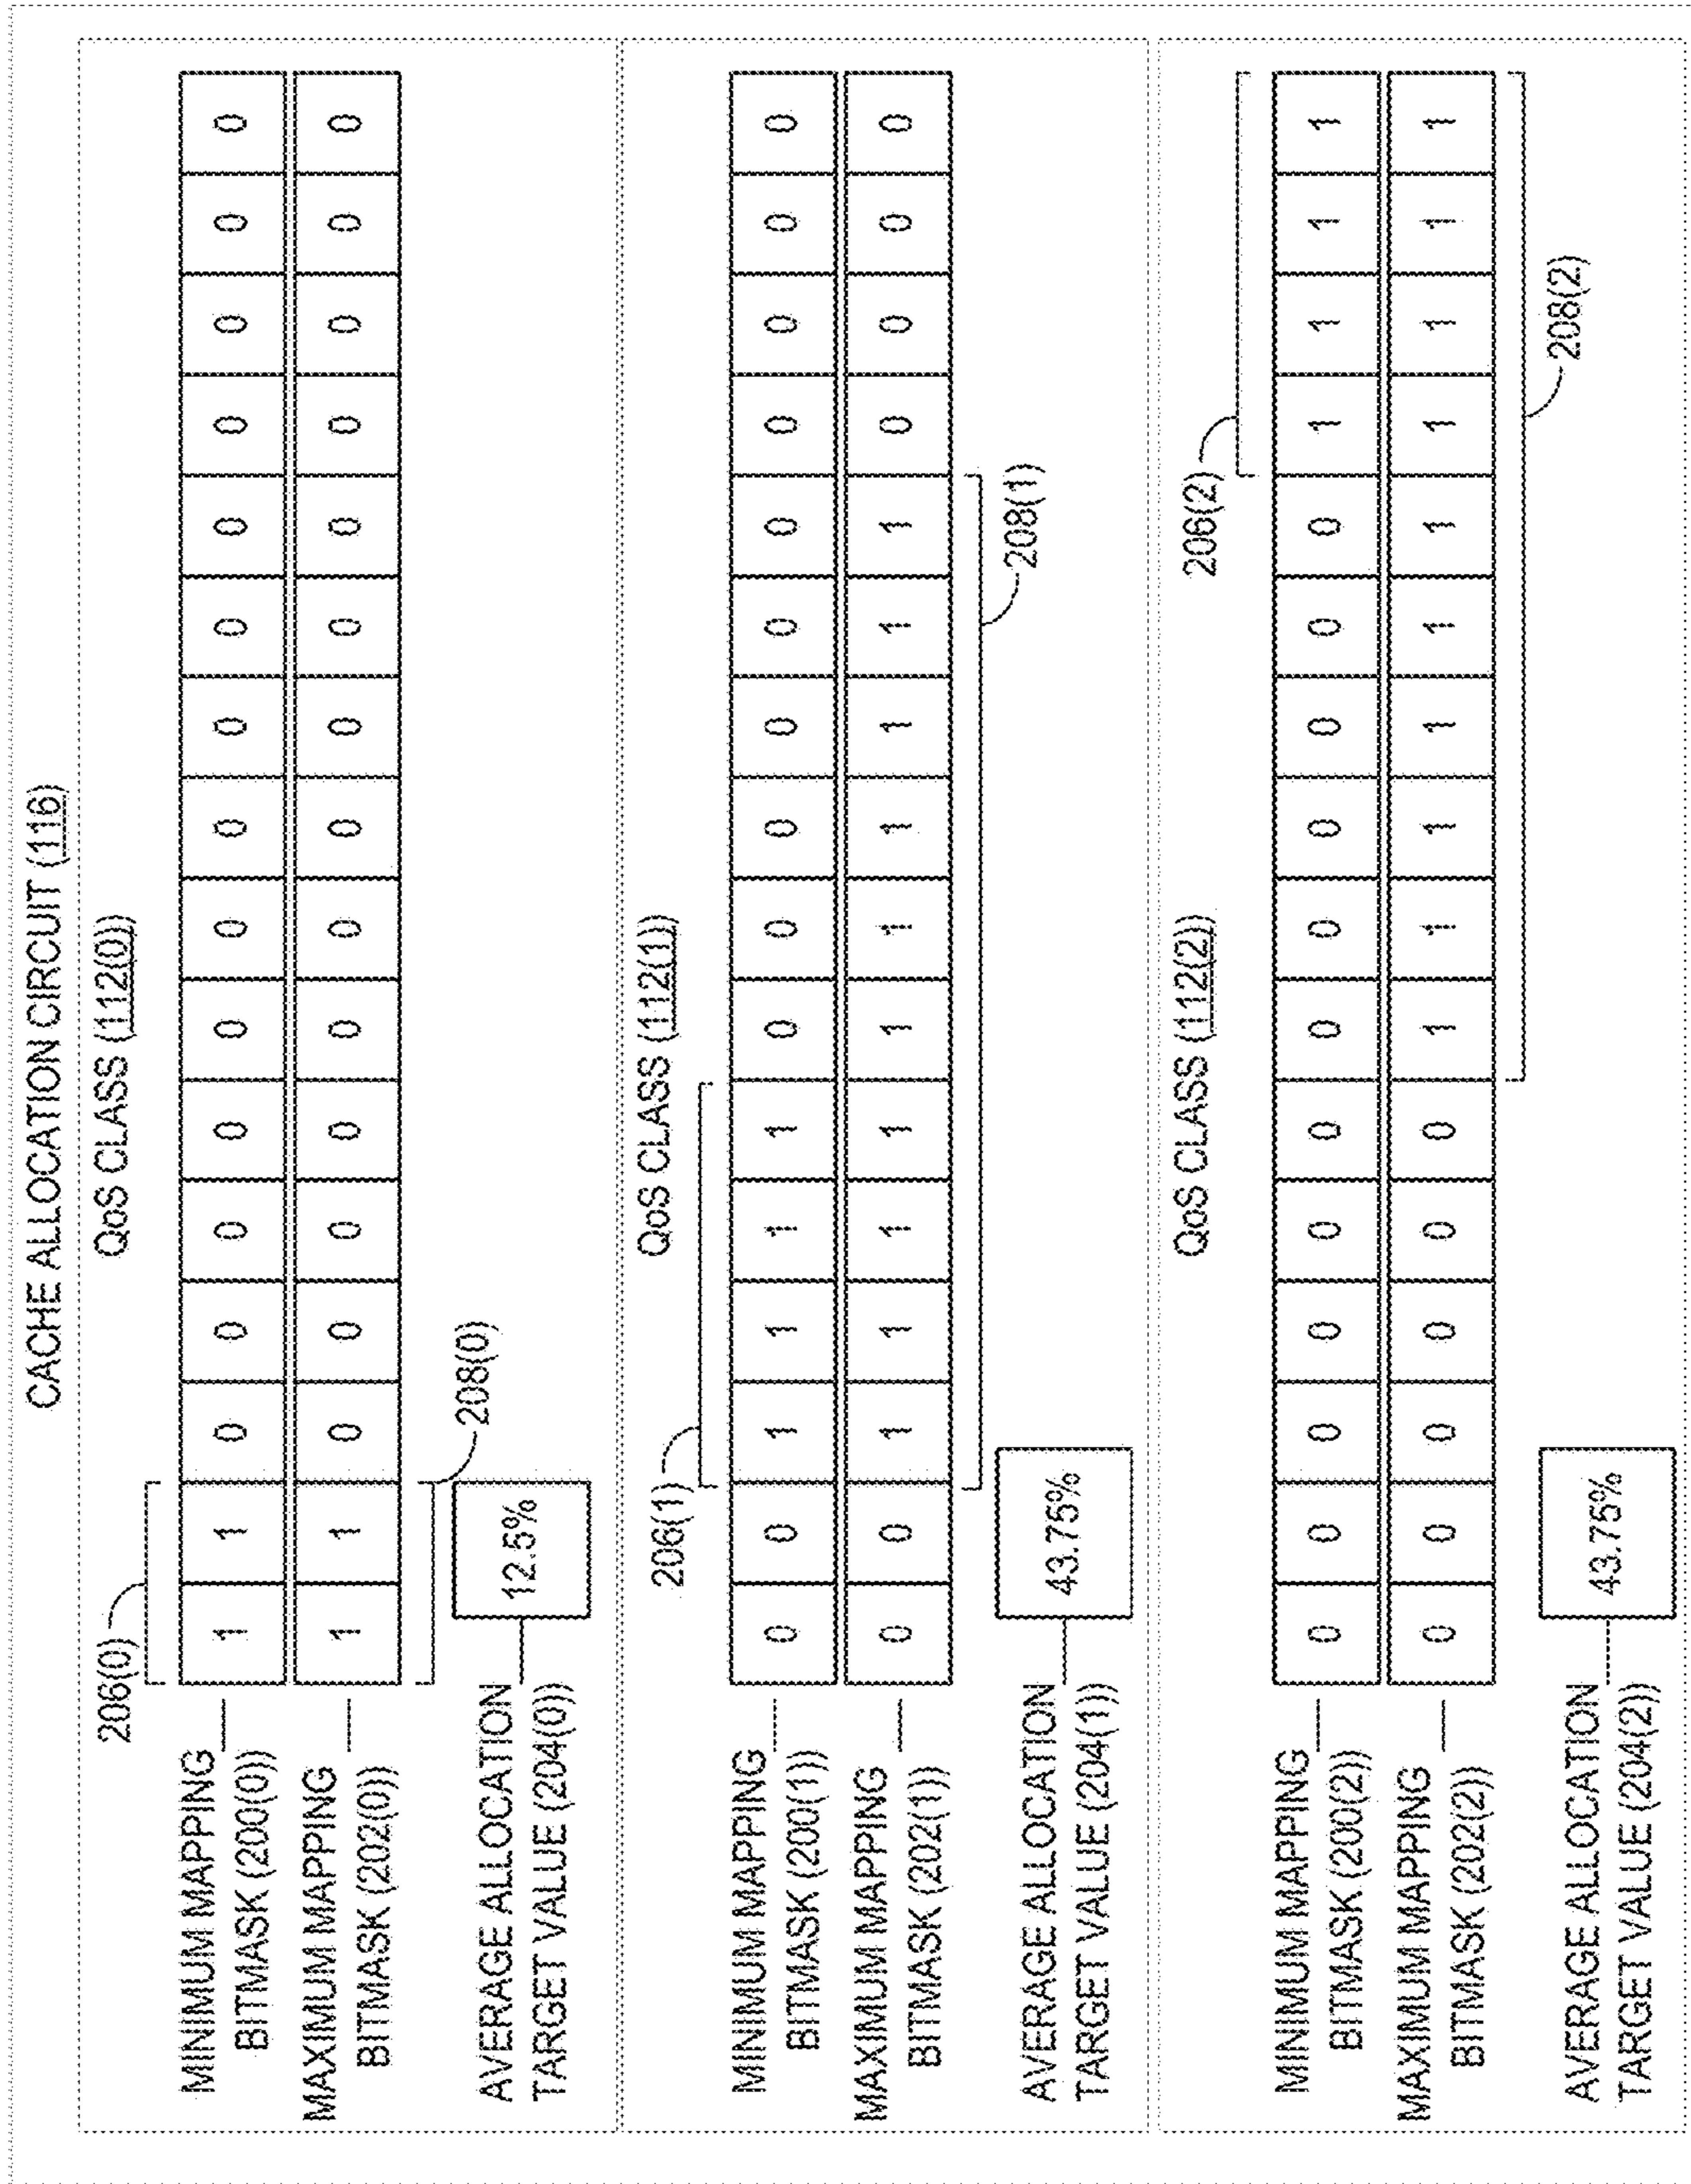 CACHE ALLOCATION CIRCUIT (116)
QoS CLASS (112(0))
206(0)
MINIMUM MAPPING
BITMASK (200(0))
1 1 0 0 0 0 0 0 0 0 0 0 0 0 0 0
MAXIMUM MAPPING
BITMASK (202(0))
1 1 0 0 0 0 0 0 0 0 0 0 0 0 0 0
208(0)
AVERAGE ALLOCATION
TARGET VALUE (204(0))
12.5%
QoS CLASS (112(1))
206(1)
MINIMUM MAPPING
BITMASK (200(1))
0 0 1 1 1 1 0 0 0 0 0 0 0 0 0 0
MAXIMUM MAPPING
BITMASK (202(1))
0 0 1 1 1 1 1 1 1 1 1 1 0 0 0 0
208(1)
AVERAGE ALLOCATION
TARGET VALUE (204(1))
43.75%
QoS CLASS (112(2))
206(2)
MINIMUM MAPPING
BITMASK (200(2))
0 0 0 0 0 0 0 0 0 0 0 0 1 1 1 1
MAXIMUM MAPPING
BITMASK (202(2))
0 0 0 0 0 0 1 1 1 1 1 1 1 1 1 1
208(2)
AVERAGE ALLOCATION
TARGET VALUE (204(2))
43.75%